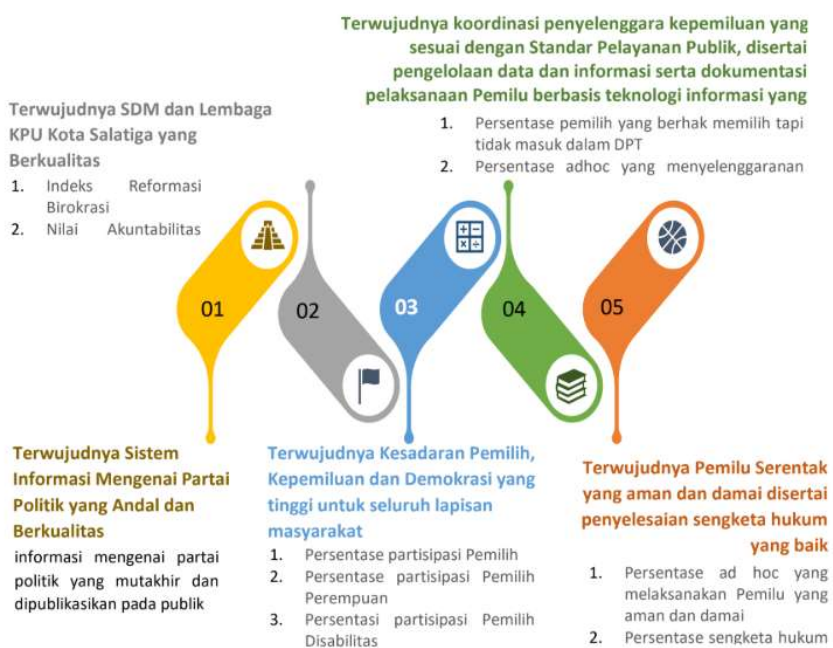 Terwujudnya koordinasi penyelenggara kepemiluan yang
sesuai dengan Standar Pelayanan Publik, disertai
pengelolaan data dan informasi serta dokumentasi
pelaksanaan Pemilu berbasis teknologi informasi yang
1. Persentase pemilih yang berhak memilih tapi
tidak masuk dalam DPT
2. Persentase adhoc yang menyelenggaranan
Terwujudnya SDM dan Lembaga
KPU Kota Salatiga yang
Berkualitas
1. Indeks Reformasi
Birokrasi
2. Nilai Akuntabilitas
01
02
03
04
05
Terwujudnya Sistem
Informasi Mengenai Partai
Politik yang Andal dan
Berkualitas
informasi mengenai partai
politik yang mutakhir dan
dipublikasikan pada publik
Terwujudnya Kesadaran Pemilih,
Kepemiluan dan Demokrasi yang
tinggi untuk seluruh lapisan
masyarakat
1. Persentase partisipasi Pemilih
2. Persentase partisipasi Pemilih
Perempuan
3. Persentasi partisipasi Pemilih
Disabilitas
Terwujudnya Pemilu Serentak
yang aman dan damai disertai
penyelesaian sengketa hukum
yang baik
1. Persentase ad hoc yang
melaksanakan Pemilu yang
aman dan damai
2. Persentase sengketa hukum